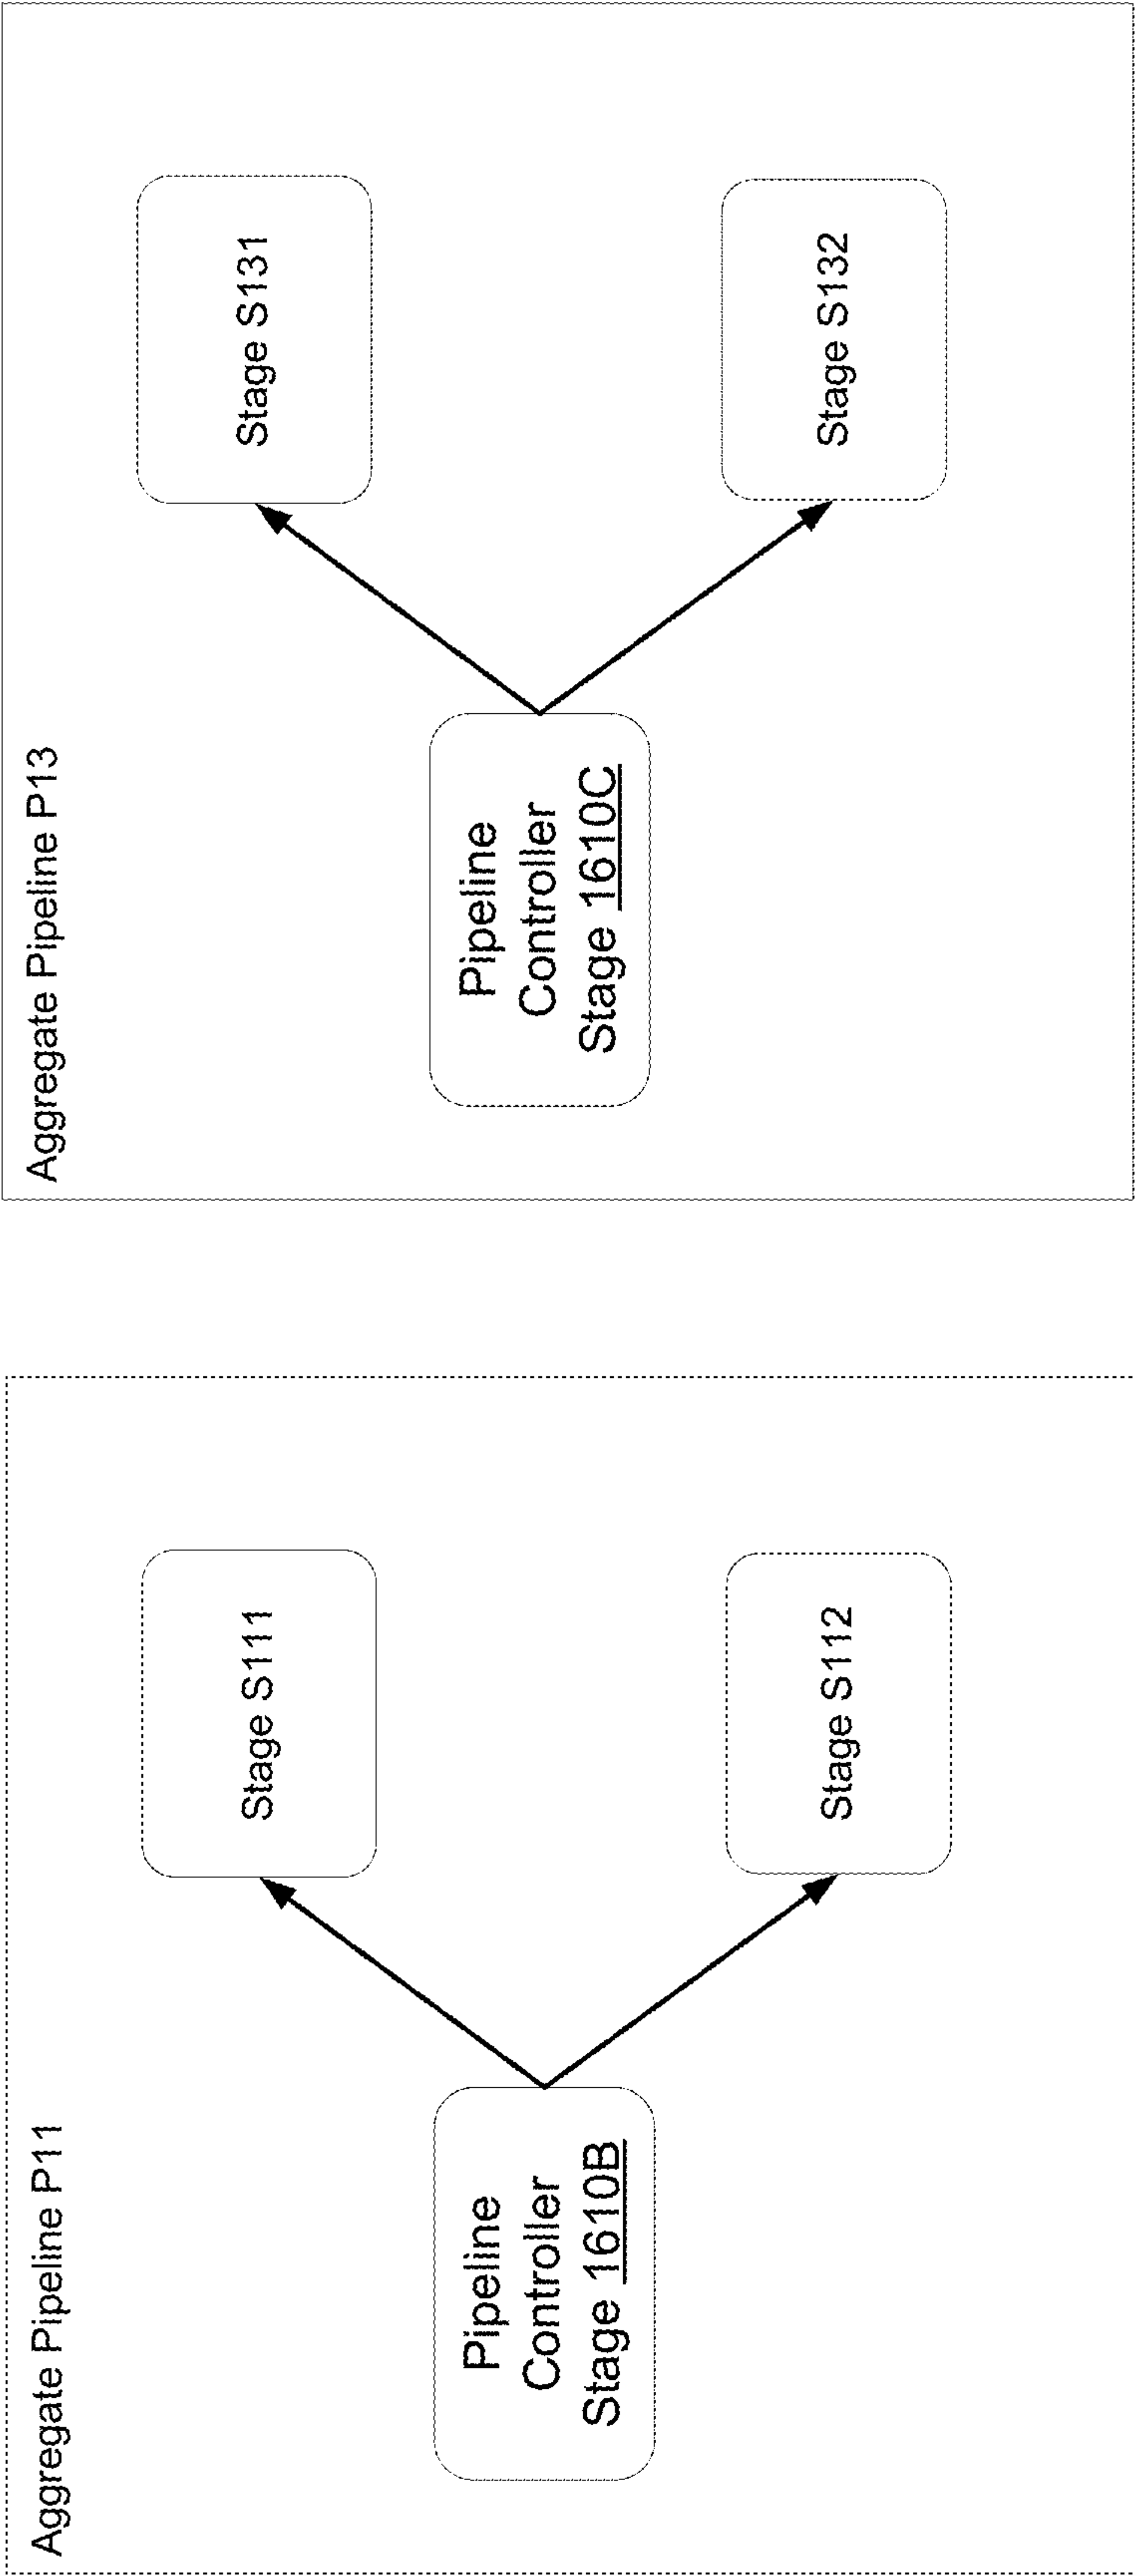 Aggregate Pipeline P11
Stage S111
Pipeline
Controller
Stage 1610B
Stage S112
Aggregate Pipeline P13
Stage S131
Pipeline
Controller
Stage 1610C
Stage S132